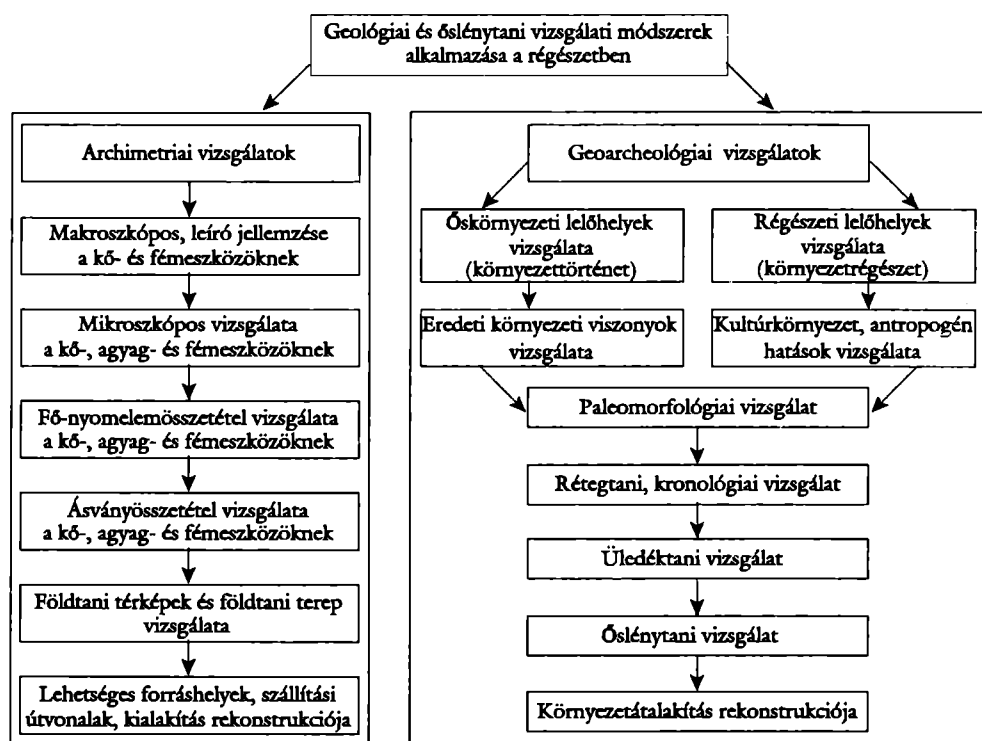 Geológiai és őslénytani vizsgálati módszerek
alkalmazása a régészetben
Archimetriai vizsgálatok
Makroszkópos, leíró jellemzése
a kő- és fémeszközöknek
Mikroszkópos vizsgálata
a kő-, agyag- és fémeszközöknek
Fő-nyomelemösszetétel vizsgálata
a kő-, agyag- és fémeszközöknek
Ásványösszetétel vizsgálata
a kő-, agyag- és fémeszközöknek
Földtani térképek és földtani terep
vizsgálata
Lehetséges forráshelyek, szállítási
útvonalak, kialakítás rekonstrukciója
Geoarcheológiai vizsgálatok
Őskörnyezeti lelőhelyek
vizsgálata
(környezettörténet)
Régészeti lelőhelyek
vizsgálata
(környezetrégészet)
Eredeti környezeti viszonyok
vizsgálata
Kultúrkörnyezet, antropogén
hatások vizsgálata
Paleomorfológiai vizsgálat
Rétegtani, kronológiai vizsgálat
Üledéktani vizsgálat
Őslénytani vizsgálat
Környezetátalakítás rekonstrukciója